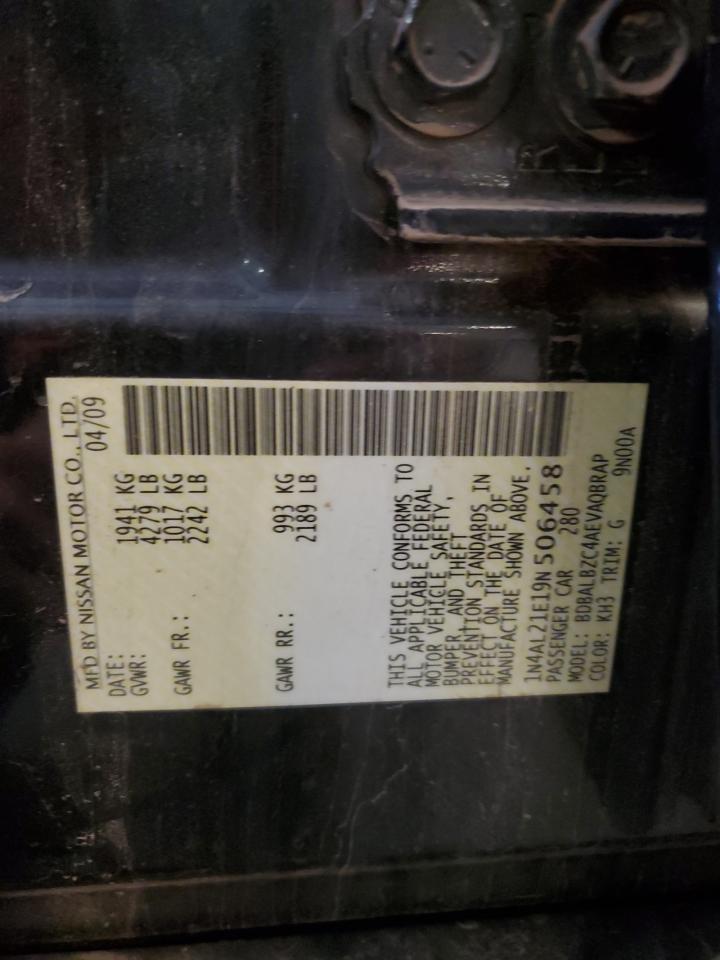 MFD BY NISSAN MOTOR CO., LTD.
DATE: 04/09
GVWR: 1941 KG
4279 LB
GAWR FR.: 1017 KG
2242 LB
GAWR RR.: 993 KG
2189 LB
THIS VEHICLE CONFORMS TO
ALL APPLICABLE FEDERAL
MOTOR VEHICLE SAFETY,
BUMPER, AND THEFT
PREVENTION STANDARDS IN
EFFECT ON THE DATE OF
MANUFACTURE SHOWN ABOVE.
1N4AL21E19N506458
PASSENGER CAR 280
MODEL: BDBALBZC4AEVAQBRAP
COLOR: KH3 TRIM: G 9N00A